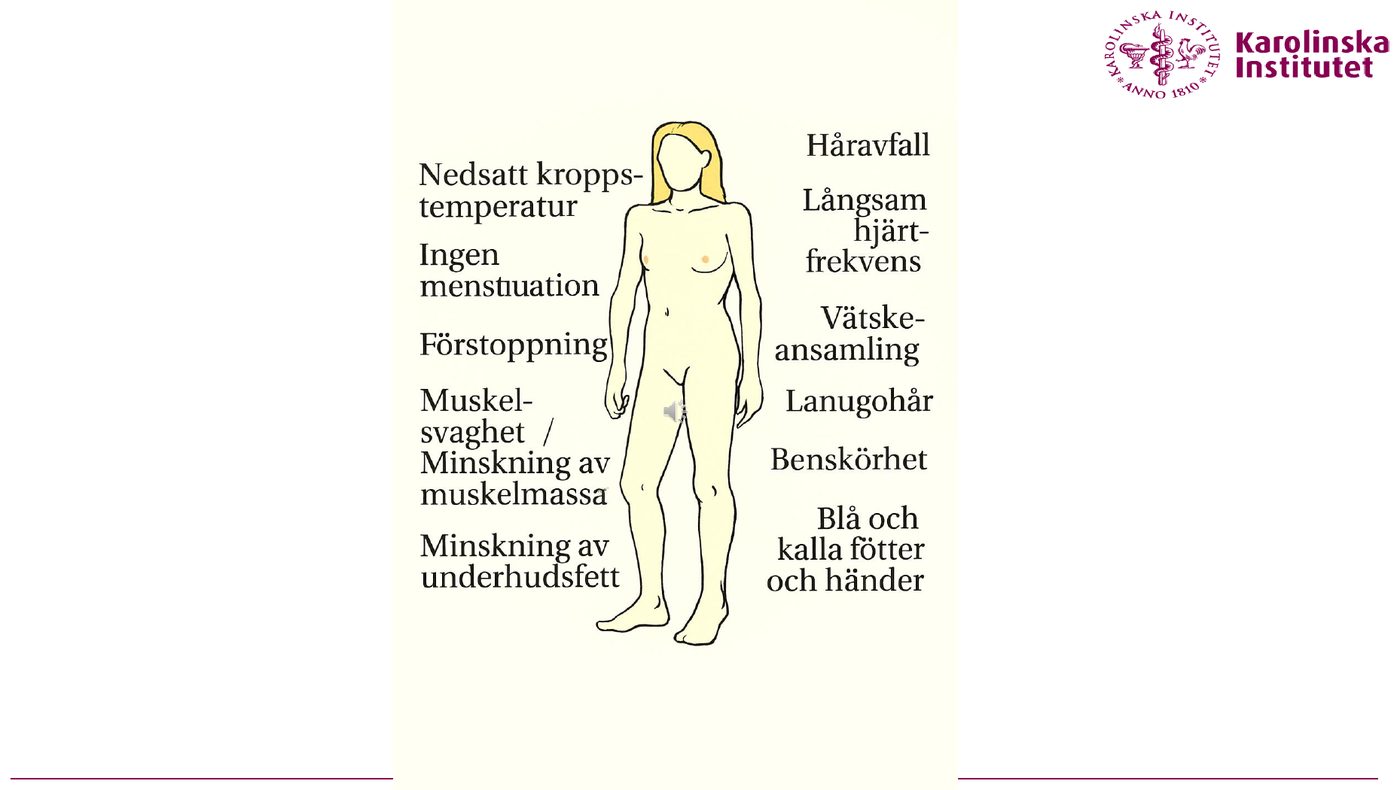 KAROLINSKA INSTITUTET
ANNO 1810
Karolinska
Institutet
Nedsatt kropps-
temperatur
Ingen
menstruation
Förstoppning
Muskel-
svaghet /
Minskning av
muskelmassa
Minskning av
underhudsfett
Håravfall
Långsam
hjärt-
frekvens
Vätske-
ansamling
Lanugohår
Benskörhet
Blå och
kalla fötter
och händer